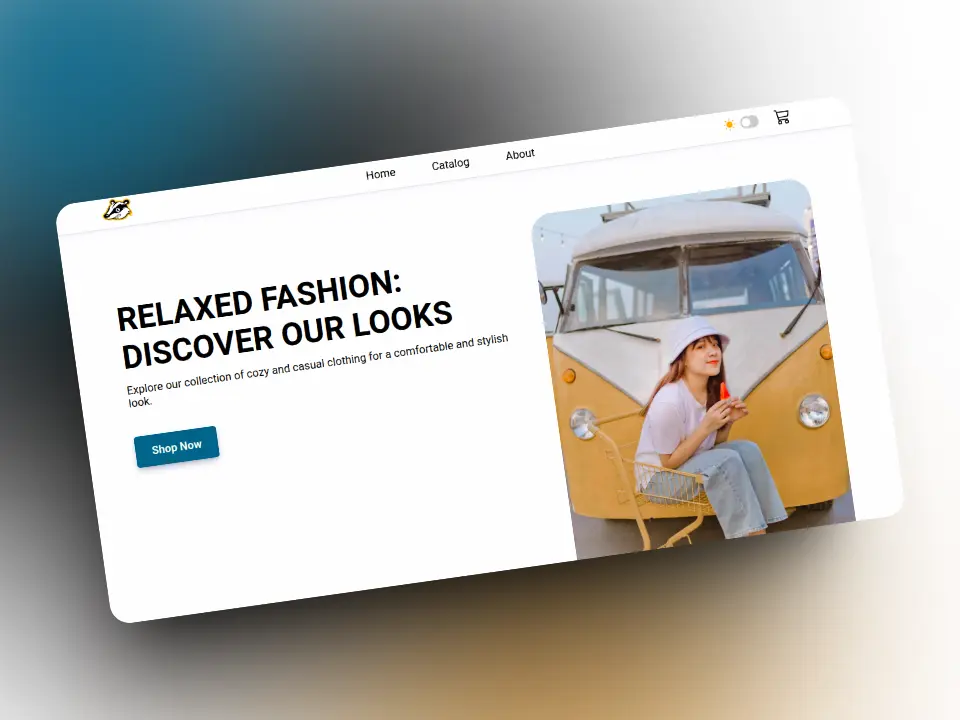 Home
Catalog
About
RELAXED FASHION:
DISCOVER OUR LOOKS
Explore our collection of cozy and casual clothing for a comfortable and stylish
look.
Shop Now